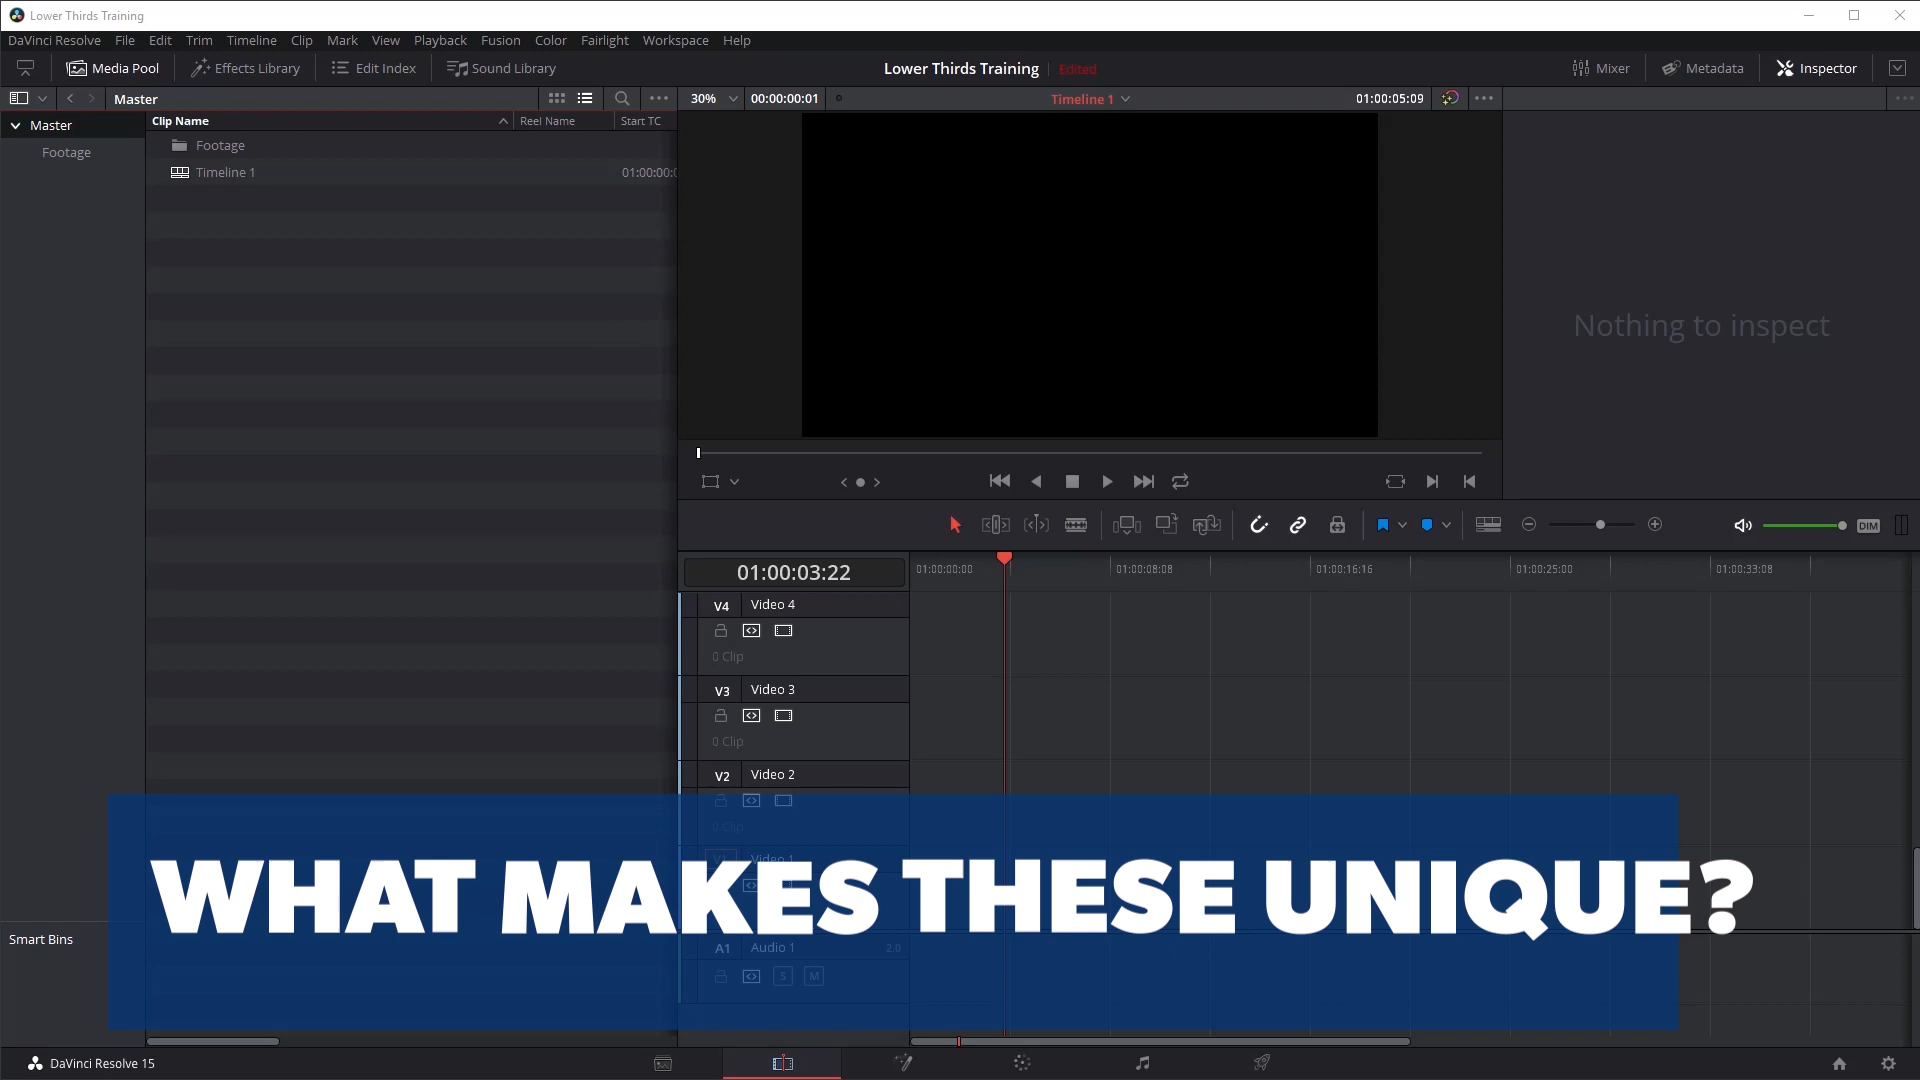 Lower Thirds Training
DaVinci Resolve File Edit Trim Timeline Clip Mark View Playback Fusion Color Fairlight Workspace Help
Media Pool Effects Library Edit Index Sound Library Lower Thirds Training Edited Mixer Metadata Inspector
Master 30% 00:00:00:01 Timeline 1 01:00:05:09
Master Clip Name Reel Name Start TC
Footage Footage
Timeline 1 01:00:00:0
Nothing to inspect
DIM
01:00:03:22 01:00:00:00 01:00:08:08 01:00:16:16 01:00:25:00 01:00:33:08
V4 Video 4
0 Clip
V3 Video 3
0 Clip
V2 Video 2
0 Clip
V1 Video 1
WHAT MAKES THESE UNIQUE?
Smart Bins
A1 Audio 1 2.0
S M
DaVinci Resolve 15